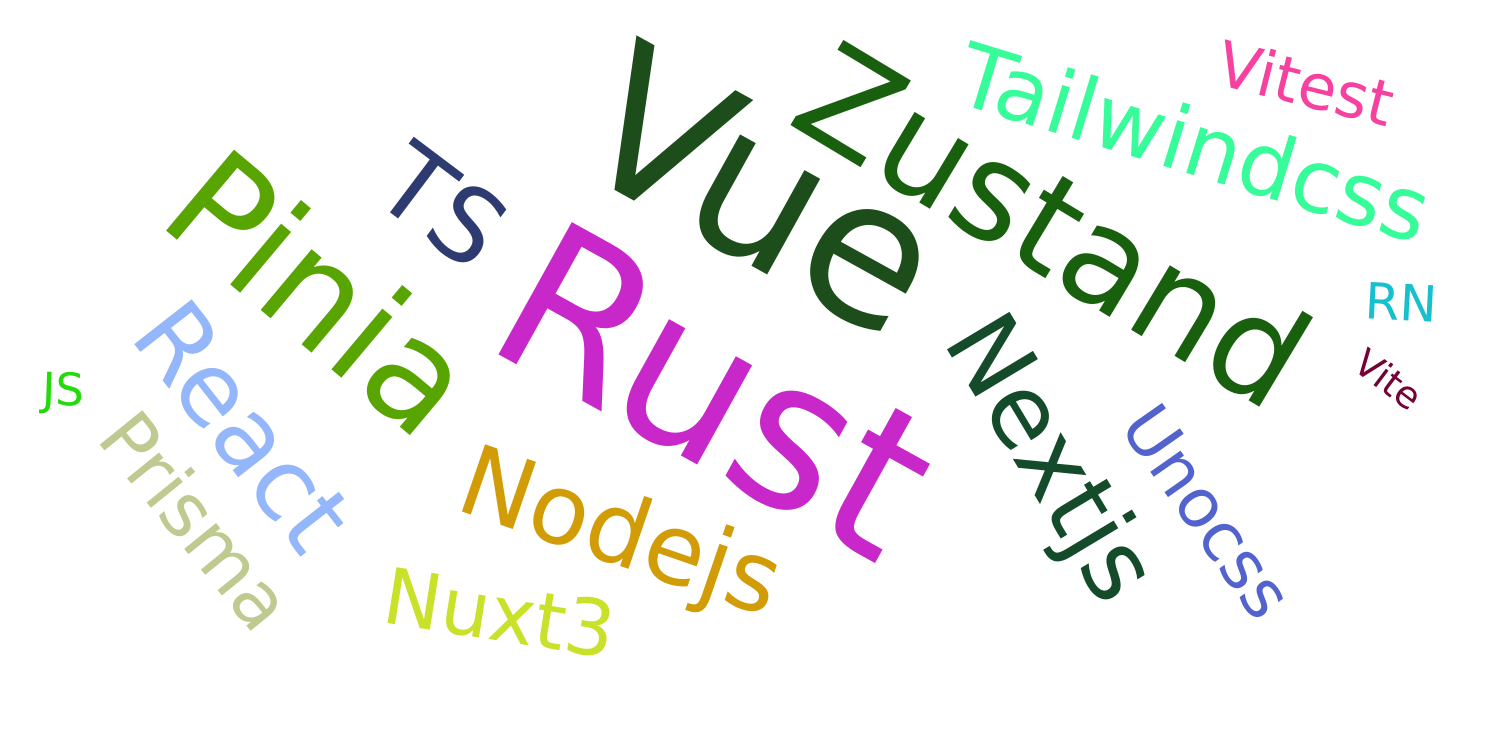 Vue
Zustand
Tailwindcss
Vitest
TS
Pinia
Rust
RN
React
Nextjs
Vite
JS
Prisma
Nodejs
Unocss
Nuxt3